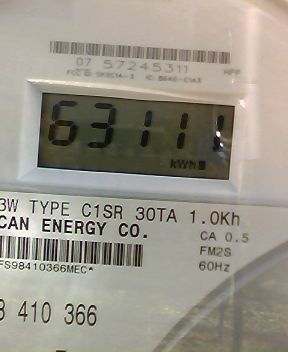 07 57245311
63111
kWh
3W TYPE C1SR 30TA 1.0Kh
CAN ENERGY CO.
CA 0.5
FM2S
60Hz
FS98410366MEC*
3 410 366